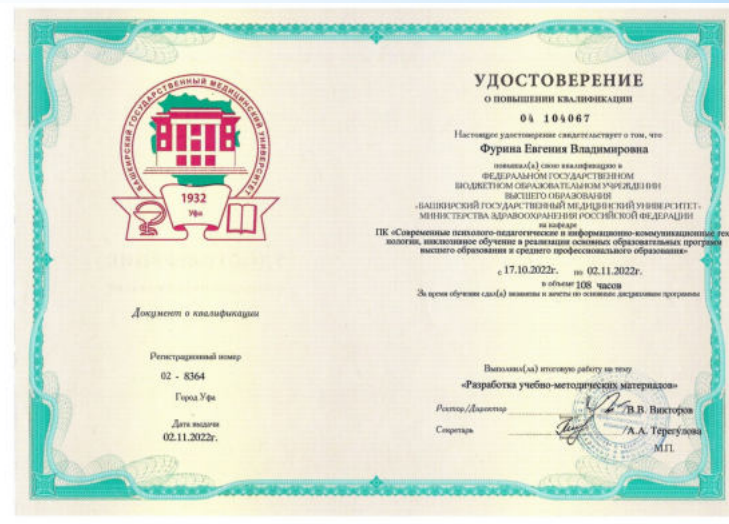 БАШКИРСКИЙ ГОСУДАРСТВЕННЫЙ МЕДИЦИНСКИЙ УНИВЕРСИТЕТ
1932
Уфа
Документ о квалификации
Регистрационный номер
02 - 8364
Город Уфа
Дата выдачи
02.11.2022г.
УДОСТОВЕРЕНИЕ
О ПОВЫШЕНИИ КВАЛИФИКАЦИИ
04 104067
Настоящее удостоверение свидетельствует о том, что
Фурина Евгения Владимировна
повышал(а) свою квалификацию в
ФЕДЕРАЛЬНОМ ГОСУДАРСТВЕННОМ
БЮДЖЕТНОМ ОБРАЗОВАТЕЛЬНОМ УЧРЕЖДЕНИИ
ВЫСШЕГО ОБРАЗОВАНИЯ
«БАШКИРСКИЙ ГОСУДАРСТВЕННЫЙ МЕДИЦИНСКИЙ УНИВЕРСИТЕТ»
МИНИСТЕРСТВА ЗДРАВООХРАНЕНИЯ РОССИЙСКОЙ ФЕДЕРАЦИИ
на кафедре
ПК «Современные психолого-педагогические и информационно-коммуникационные тех
нологии, инклюзивное обучение в реализации основных образовательных программ
высшего образования и среднего профессионального образования»
с 17.10.2022г. по 02.11.2022г.
в объеме 108 часов
За время обучения сдал(а) экзамены и зачеты по основным дисциплинам программы
Выполнил(ла) итоговую работу на тему
«Разработка учебно-методических материалов»
Ректор/Директор /В.В. Викторов
Секретарь /А.А. Терегулова
М.П.